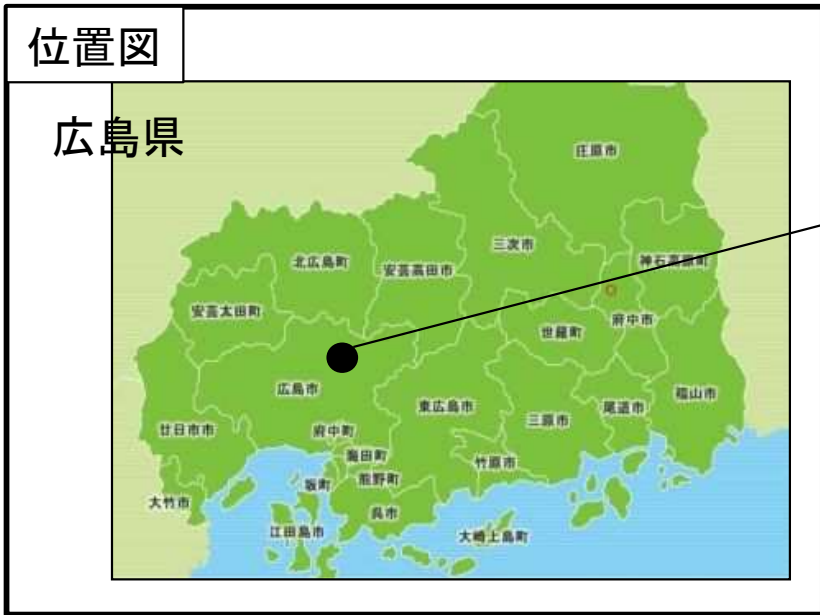 位置図
広島県
庄原市
三次市
神石高原町
北広島町
安芸高田市
安芸太田町
世羅町
府中市
広島市
東広島市
三原市
尾道市
福山市
廿日市市
府中町
海田町
竹原市
熊野町
坂町
大竹市
呉市
江田島市
大崎上島町